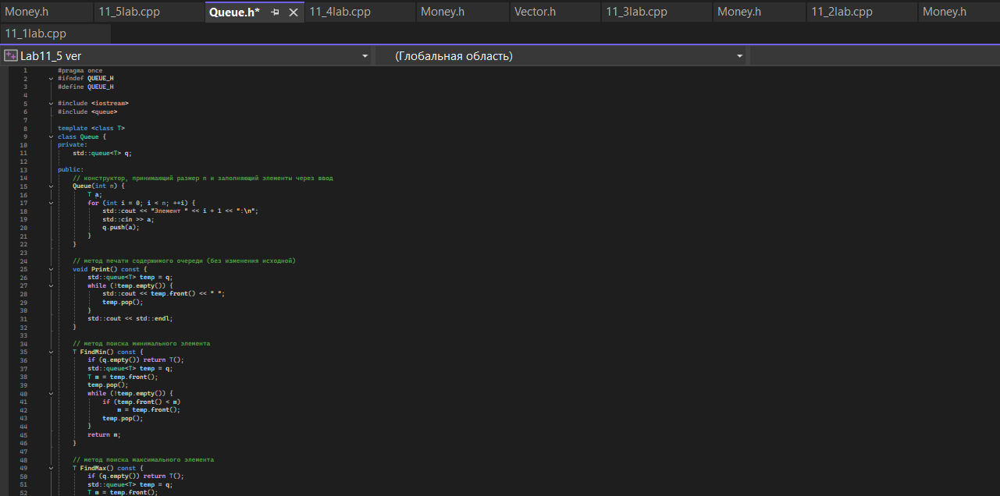 Money.h 11_5lab.cpp Queue.h* 11_4lab.cpp Money.h Vector.h 11_3lab.cpp Money.h 11_2lab.cpp Money.h
11_1lab.cpp
Lab11_5 ver (Глобальная область)
1 #pragma once
2 #ifndef QUEUE_H
3 #define QUEUE_H
4
5 #include <iostream>
6 #include <queue>
7
8 template <class T>
9 class Queue {
10 private:
11 std::queue<T> q;
12
13 public:
14 // конструктор, принимающий размер n и заполняющий элементы через ввод
15 Queue(int n) {
16 T a;
17 for (int i = 0; i < n; ++i) {
18 std::cout << "Элемент " << i + 1 << ":\n";
19 std::cin >> a;
20 q.push(a);
21 }
22 }
23
24 // метод печати содержимого очереди (без изменения исходной)
25 void Print() const {
26 std::queue<T> temp = q;
27 while (!temp.empty()) {
28 std::cout << temp.front() << " ";
29 temp.pop();
30 }
31 std::cout << std::endl;
32 }
33
34 // метод поиска минимального элемента
35 T FindMin() const {
36 if (q.empty()) return T();
37 std::queue<T> temp = q;
38 T m = temp.front();
39 temp.pop();
40 while (!temp.empty()) {
41 if (temp.front() < m)
42 m = temp.front();
43 temp.pop();
44 }
45 return m;
46 }
47
48 // метод поиска максимального элемента
49 T FindMax() const {
50 if (q.empty()) return T();
51 std::queue<T> temp = q;
52 T m = temp.front();